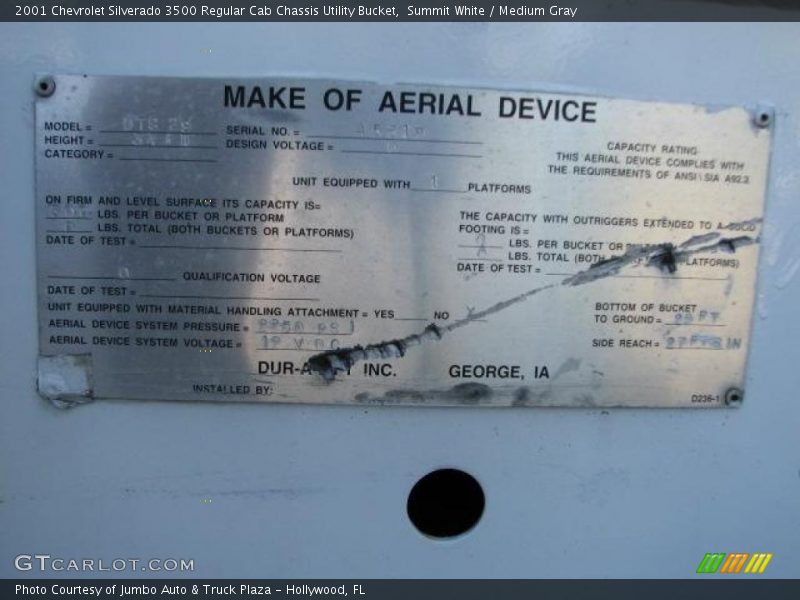 2001 Chevrolet Silverado 3500 Regular Cab Chassis Utility Bucket, Summit White / Medium Gray
MAKE OF AERIAL DEVICE
MODEL =
HEIGHT =
CATEGORY =
SERIAL NO. =
DESIGN VOLTAGE =
CAPACITY RATING
THIS AERIAL DEVICE COMPLIES WITH
THE REQUIREMENTS OF ANSI \ SIA A92.2
UNIT EQUIPPED WITH 1 PLATFORMS
ON FIRM AND LEVEL SURFACE ITS CAPACITY IS=
LBS. PER BUCKET OR PLATFORM
LBS. TOTAL (BOTH BUCKETS OR PLATFORMS)
DATE OF TEST =
THE CAPACITY WITH OUTRIGGERS EXTENDED TO A
FOOTING IS =
LBS. PER BUCKET OR
LBS. TOTAL (BOTH PLATFORMS)
DATE OF TEST =
QUALIFICATION VOLTAGE
DATE OF TEST =
UNIT EQUIPPED WITH MATERIAL HANDLING ATTACHMENT = YES NO
AERIAL DEVICE SYSTEM PRESSURE = PSI
AERIAL DEVICE SYSTEM VOLTAGE = 12 VDC
BOTTOM OF BUCKET
TO GROUND = FT
SIDE REACH = IN
INC. GEORGE, IA
INSTALLED BY:
D236-1
GTCARLOT.COM
Photo Courtesy of Jumbo Auto & Truck Plaza - Hollywood, FL